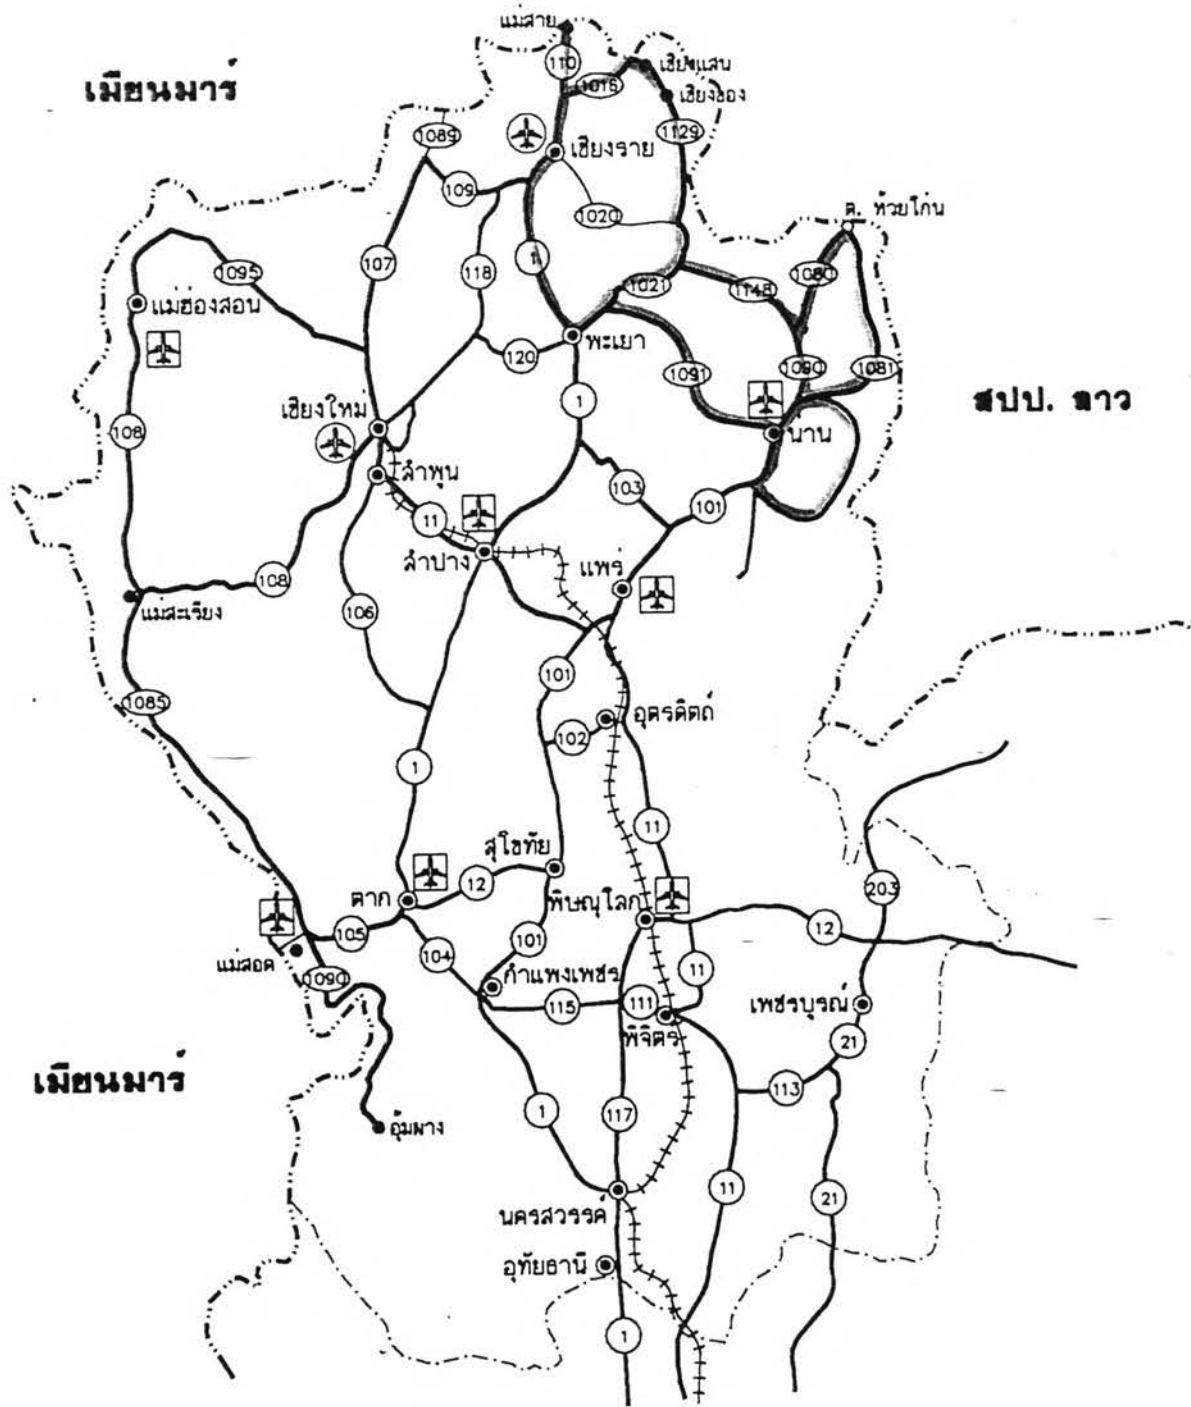 แม่สาย
110
เชียงแสน
1016
เมียนมาร์
เชียงของ
1089
1129
เชียงราย
109
1020
ต. ห้วยโก๋น
107
118
1
1095
1080
1021
1148
แม่ฮ่องสอน
พะเยา
120
1091
1080
1081
1
สปป. ลาว
เชียงใหม่
108
น่าน
ลำพูน
103
101
11
ลำปาง
แพร่
108
แม่สะเรียง
106
101
1085
อุตรดิตถ์
102
1
11
สุโขทัย
ตาก
12
203
พิษณุโลก
12
105
101
104
แม่สอด
11
1090
กำแพงเพชร
115
111
เพชรบูรณ์
พิจิตร
21
เมียนมาร์
113
1
117
อุ้มผาง
11
21
นครสวรรค์
อุทัยธานี
1